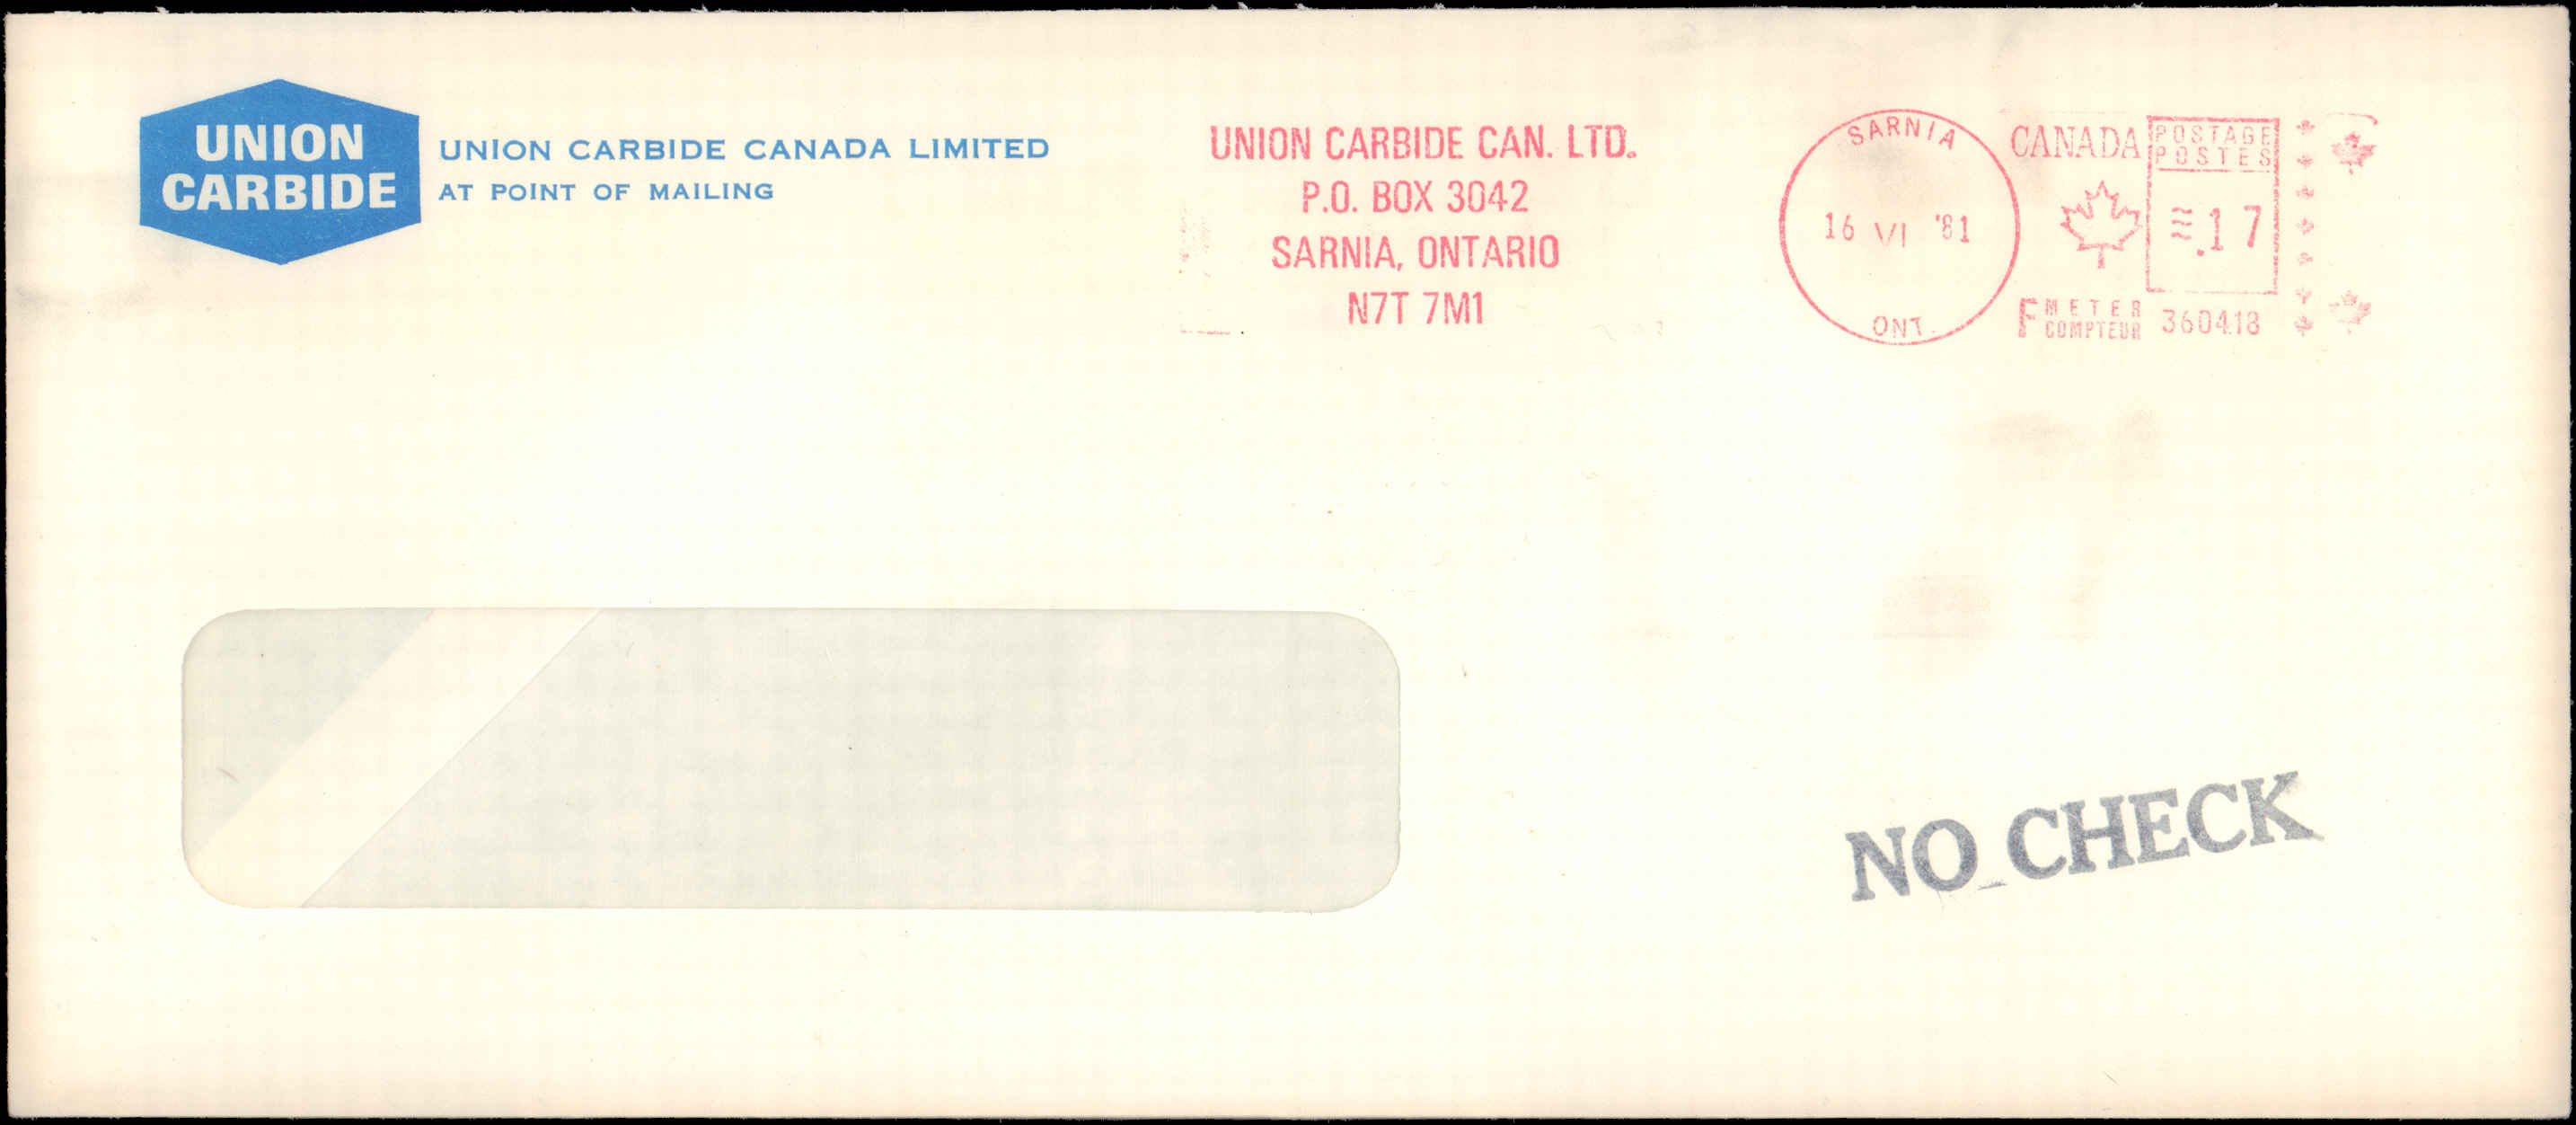 UNION
CARBIDE
UNION CARBIDE CANADA LIMITED
AT POINT OF MAILING
UNION CARBIDE CAN. LTD.
P.O. BOX 3042
SARNIA, ONTARIO
N7T 7M1
SARNIA
16 VI '81
ONT.
CANADA
POSTAGE
POSTES
.17
F METER
COMPTEUR 360418
NO CHECK